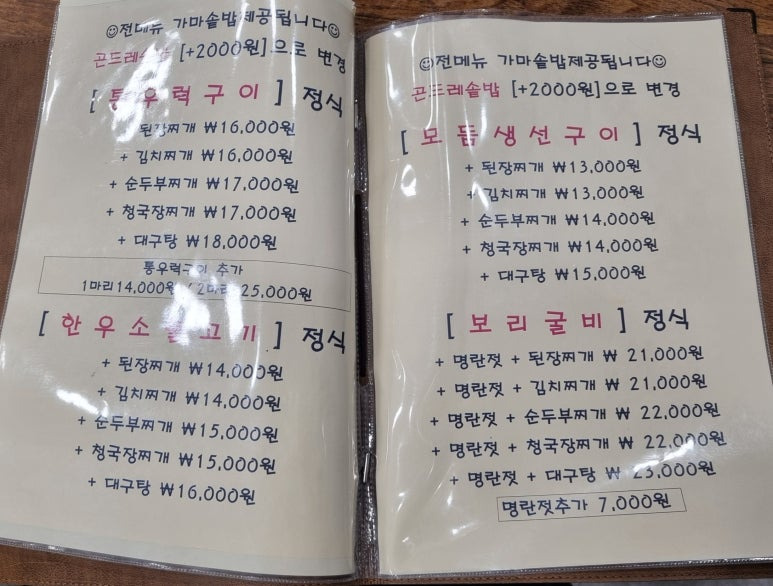 ☺전메뉴 가마솥밥제공됩니다☺
곤드레솥밥 [+2000원]으로 변경
[ 통우럭구이 ] 정식
된장찌개 ₩16,000원
+ 김치찌개 ₩16,000원
+ 순두부찌개 ₩17,000원
+ 청국장찌개 ₩17,000원
+ 대구탕 ₩18,000원
통우럭구이 추가
1마리 14,000원 / 2마리 25,000원
[ 한우소불고기 ] 정식
+ 된장찌개 ₩14,000원
+ 김치찌개 ₩14,000원
+ 순두부찌개 ₩15,000원
+ 청국장찌개 ₩15,000원
+ 대구탕 ₩16,000원
☺전메뉴 가마솥밥제공됩니다☺
곤드레솥밥 [+2000원]으로 변경
[ 모듬생선구이 ] 정식
+ 된장찌개 ₩13,000원
+ 김치찌개 ₩13,000원
+ 순두부찌개 ₩14,000원
+ 청국장찌개 ₩14,000원
+ 대구탕 ₩15,000원
[ 보리굴비 ] 정식
+ 명란젓 + 된장찌개 ₩ 21,000원
+ 명란젓 + 김치찌개 ₩ 21,000원
+ 명란젓 + 순두부찌개 ₩ 22,000원
+ 명란젓 + 청국장찌개 ₩ 22,000원
+ 명란젓 + 대구탕 ₩ 23,000원
명란젓추가 7,000원